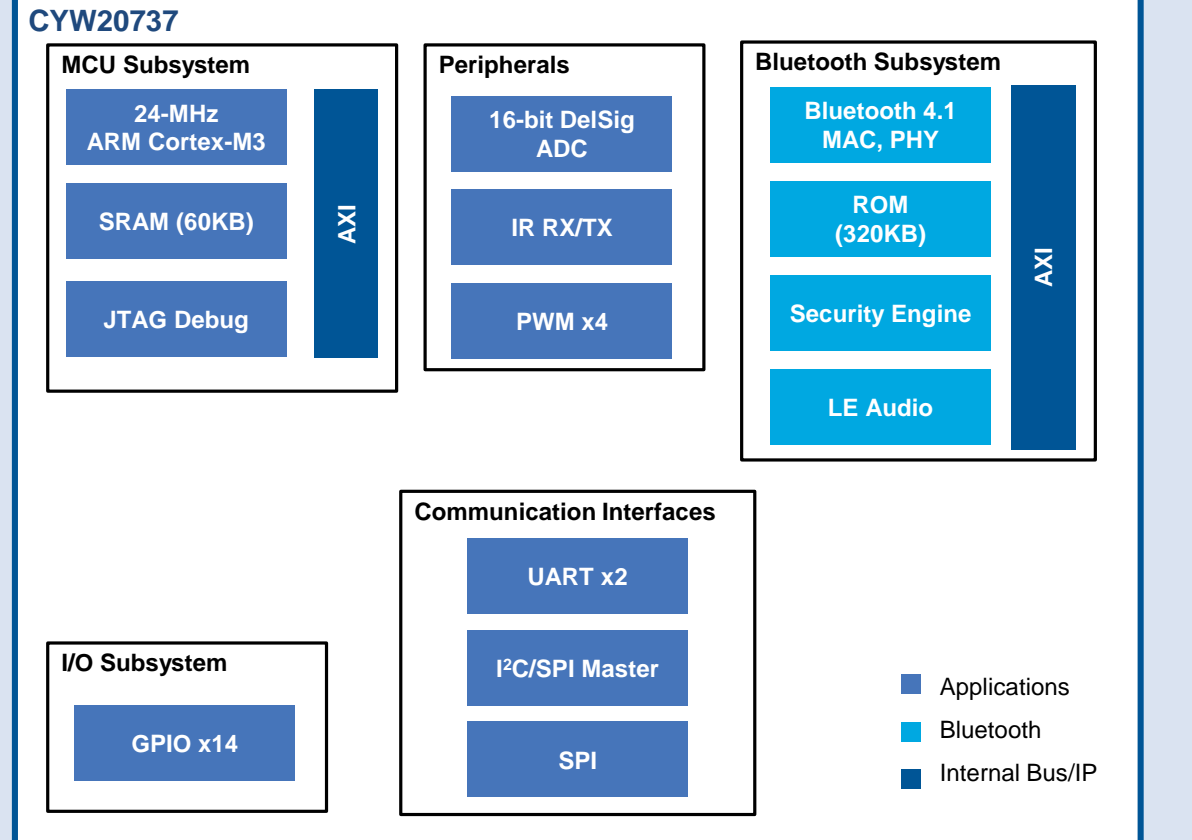 CYW20737
MCU Subsystem
24-MHz
ARM Cortex-M3
SRAM (60KB)
JTAG Debug
AXI
Peripherals
16-bit DelSig
ADC
IR RX/TX
PWM x4
Bluetooth Subsystem
Bluetooth 4.1
MAC, PHY
ROM
(320KB)
Security Engine
LE Audio
AXI
Communication Interfaces
UART x2
I²C/SPI Master
SPI
I/O Subsystem
GPIO x14
Applications
Bluetooth
Internal Bus/IP